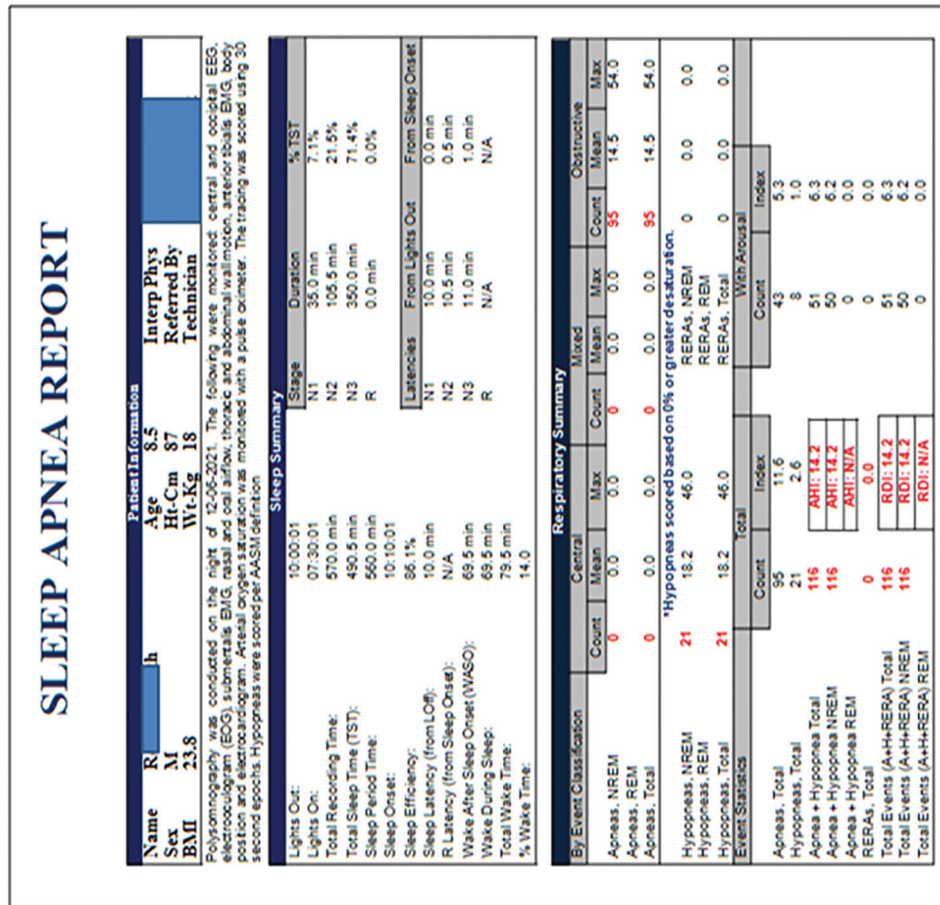 SLEEP APNEA REPORT
Patient Information
Name R h Age 8.5 Interp Phys
Sex M Ht-Cm 87 Referred By
BMI 23.8 Wt-Kg 18 Technician
Polysomnography was conducted on the night of 12-06-2021. The following were monitored: central and occipital EEG,
electrooculogram (EOG), submentalis EMG, nasal and oral airflow, thoracic and abdominal wall motion, anterior tibialis EMG, body
position and electrocardiogram. Arterial oxygen saturation was monitored with a pulse oximeter. The tracing was scored using 30
second epochs. Hypopneas were scored per AASM definition
Sleep Summary
Lights Out: 10:00:01 Stage Duration % TST
Lights On: 07:30:01 N1 35.0 min 7.1%
Total Recording Time: 570.0 min N2 105.5 min 21.5%
Total Sleep Time (TST): 490.5 min N3 350.0 min 71.4%
Sleep Period Time: 560.0 min R 0.0 min 0.0%
Sleep Onset: 10:10:01
Sleep Efficiency: 86.1% Latencies From Lights Out From Sleep Onset
Sleep Latency (from LOff): 10.0 min N1 10.0 min 0.0 min
R Latency (from Sleep Onset): N/A N2 10.5 min 0.5 min
Wake After Sleep Onset (WASO): 69.5 min N3 11.0 min 1.0 min
Wake During Sleep: 69.5 min R N/A N/A
Total Wake Time: 79.5 min
% Wake Time: 14.0
Respiratory Summary
By Event Classification Central Mixed Obstructive
Count Mean Max Count Mean Max Count Mean Max
Apneas, NREM 0 0.0 0.0 0 0.0 0.0 95 14.5 54.0
Apneas, REM
Apneas, Total 0 0.0 0.0 0 0.0 0.0 95 14.5 54.0
*Hypopneas scored based on 0% or greater desaturation.
Hypopneas, NREM 21 18.2 46.0 RERAs, NREM 0 0.0 0.0
Hypopneas, REM RERAs, REM
Hypopneas, Total 21 18.2 46.0 RERAs, Total 0 0.0 0.0
Event Statistics Total With Arousal
Count Index Count Index
Apneas, Total 95 11.6 43 5.3
Hypopneas, Total 21 2.6 8 1.0
Apnea + Hypopnea Total 116 AHI: 14.2 51 6.3
Apnea + Hypopnea NREM 116 AHI: 14.2 50 6.2
Apnea + Hypopnea REM AHI: N/A 0 0.0
RERAs, Total 0 0.0 0 0.0
Total Events (A+H+RERA) Total 116 RDI: 14.2 51 6.3
Total Events (A+H+RERA) NREM 116 RDI: 14.2 50 6.2
Total Events (A+H+RERA) REM RDI: N/A 0 0.0